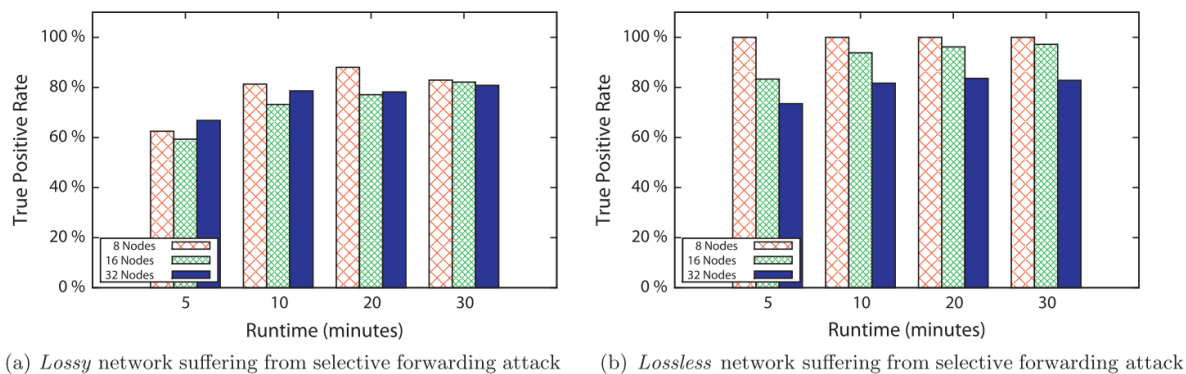 True Positive Rate
100 %
80 %
60 %
40 %
20 %
0 %
8 Nodes
16 Nodes
32 Nodes
5 10 20 30
Runtime (minutes)
(a) Lossy network suffering from selective forwarding attack
True Positive Rate
100 %
80 %
60 %
40 %
20 %
0 %
8 Nodes
16 Nodes
32 Nodes
5 10 20 30
Runtime (minutes)
(b) Lossless network suffering from selective forwarding attack